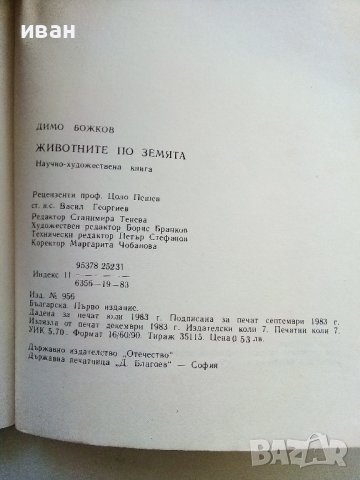 иван
ДИМО БОЖКОВ
ЖИВОТНИТЕ ПО ЗЕМЯТА
Научно-художествена книга
Рецензенти проф. Цоло Пешев
ст. н.с. Васил Георгиев
Редактор Станимира Тенева
Художествен редактор Борис Бранков
Технически редактор Петър Стефанов
Коректор Маргарита Чобанова
95378 25231
Индекс 11 — — — — —
6356—19—83
Изд. № 956
Българска. Първо издание.
Дадена за печат юли 1983 г. Подписана за печат септември 1983 г.
Излязла от печат декември 1983 г. Издателски коли 7. Печатни коли 7.
УИК 5,70. Формат 16/60/90. Тираж 35115. Цена 0 53 лв.
Държавно издателство „Отечество"
Държавна печатница „Д. Благоев" — София
БАЗАР